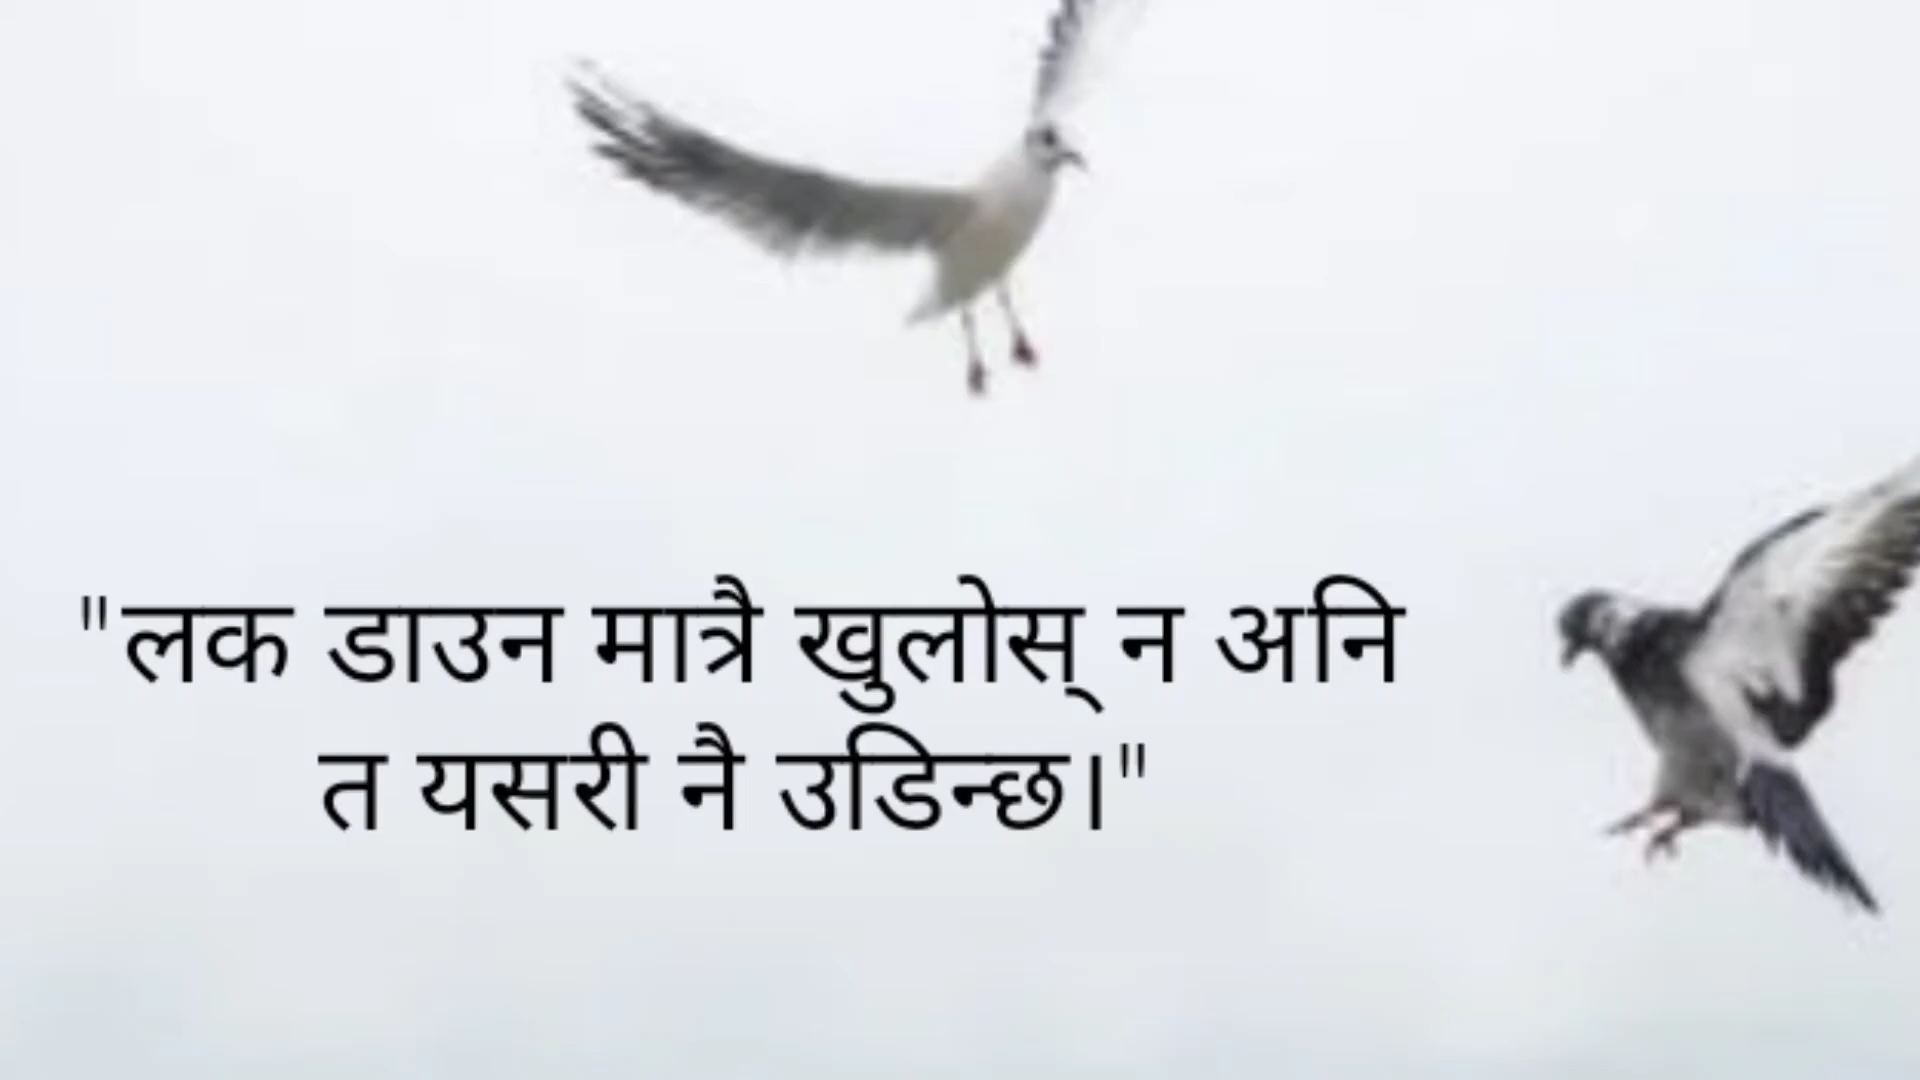 "लक डाउन मात्रै खुलोस् न अनि
त यसरी नै उडिन्छ।"